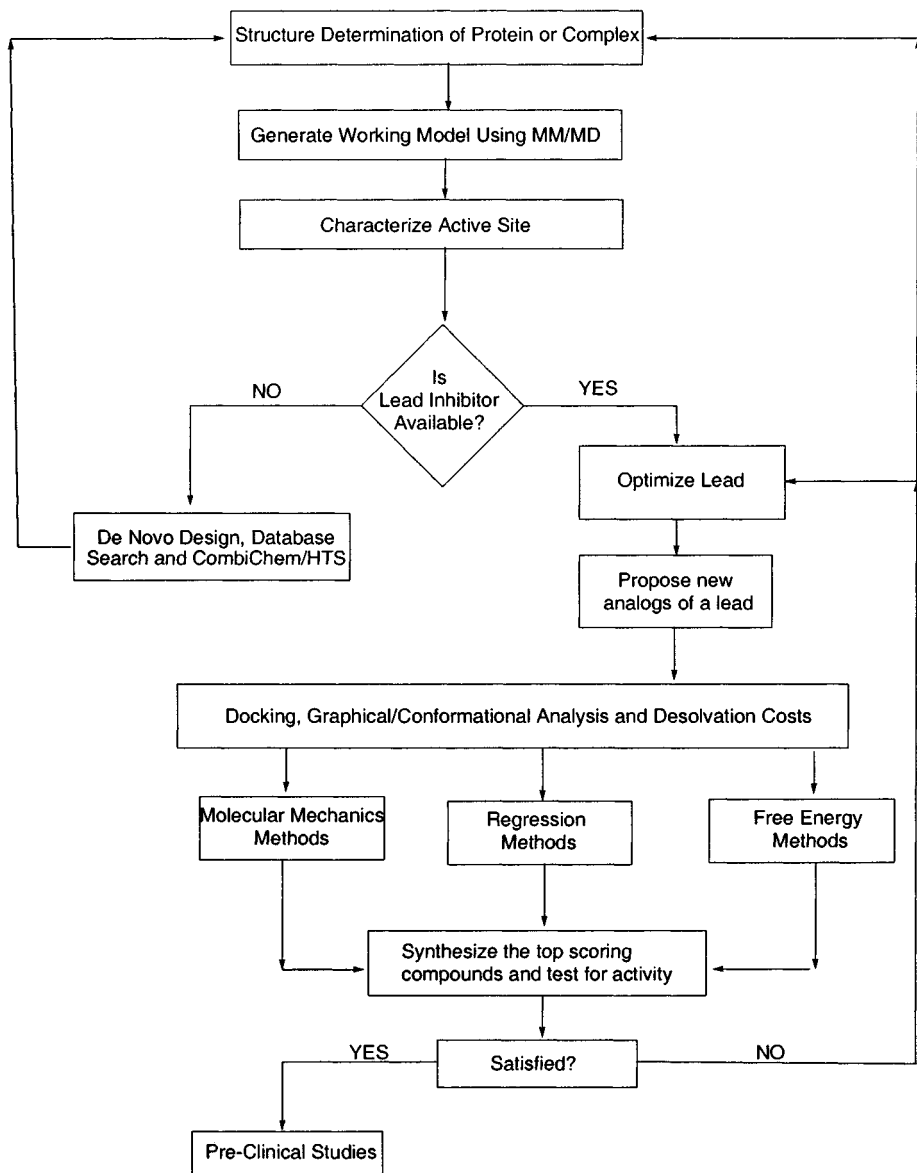 Structure Determination of Protein or Complex
Generate Working Model Using MM/MD
Characterize Active Site
Is
Lead Inhibitor
Available?
NO
YES
Optimize Lead
De Novo Design, Database
Search and CombiChem/HTS
Propose new
analogs of a lead
Docking, Graphical/Conformational Analysis and Desolvation Costs
Molecular Mechanics
Methods
Regression
Methods
Free Energy
Methods
Synthesize the top scoring
compounds and test for activity
YES
Satisfied?
NO
Pre-Clinical Studies